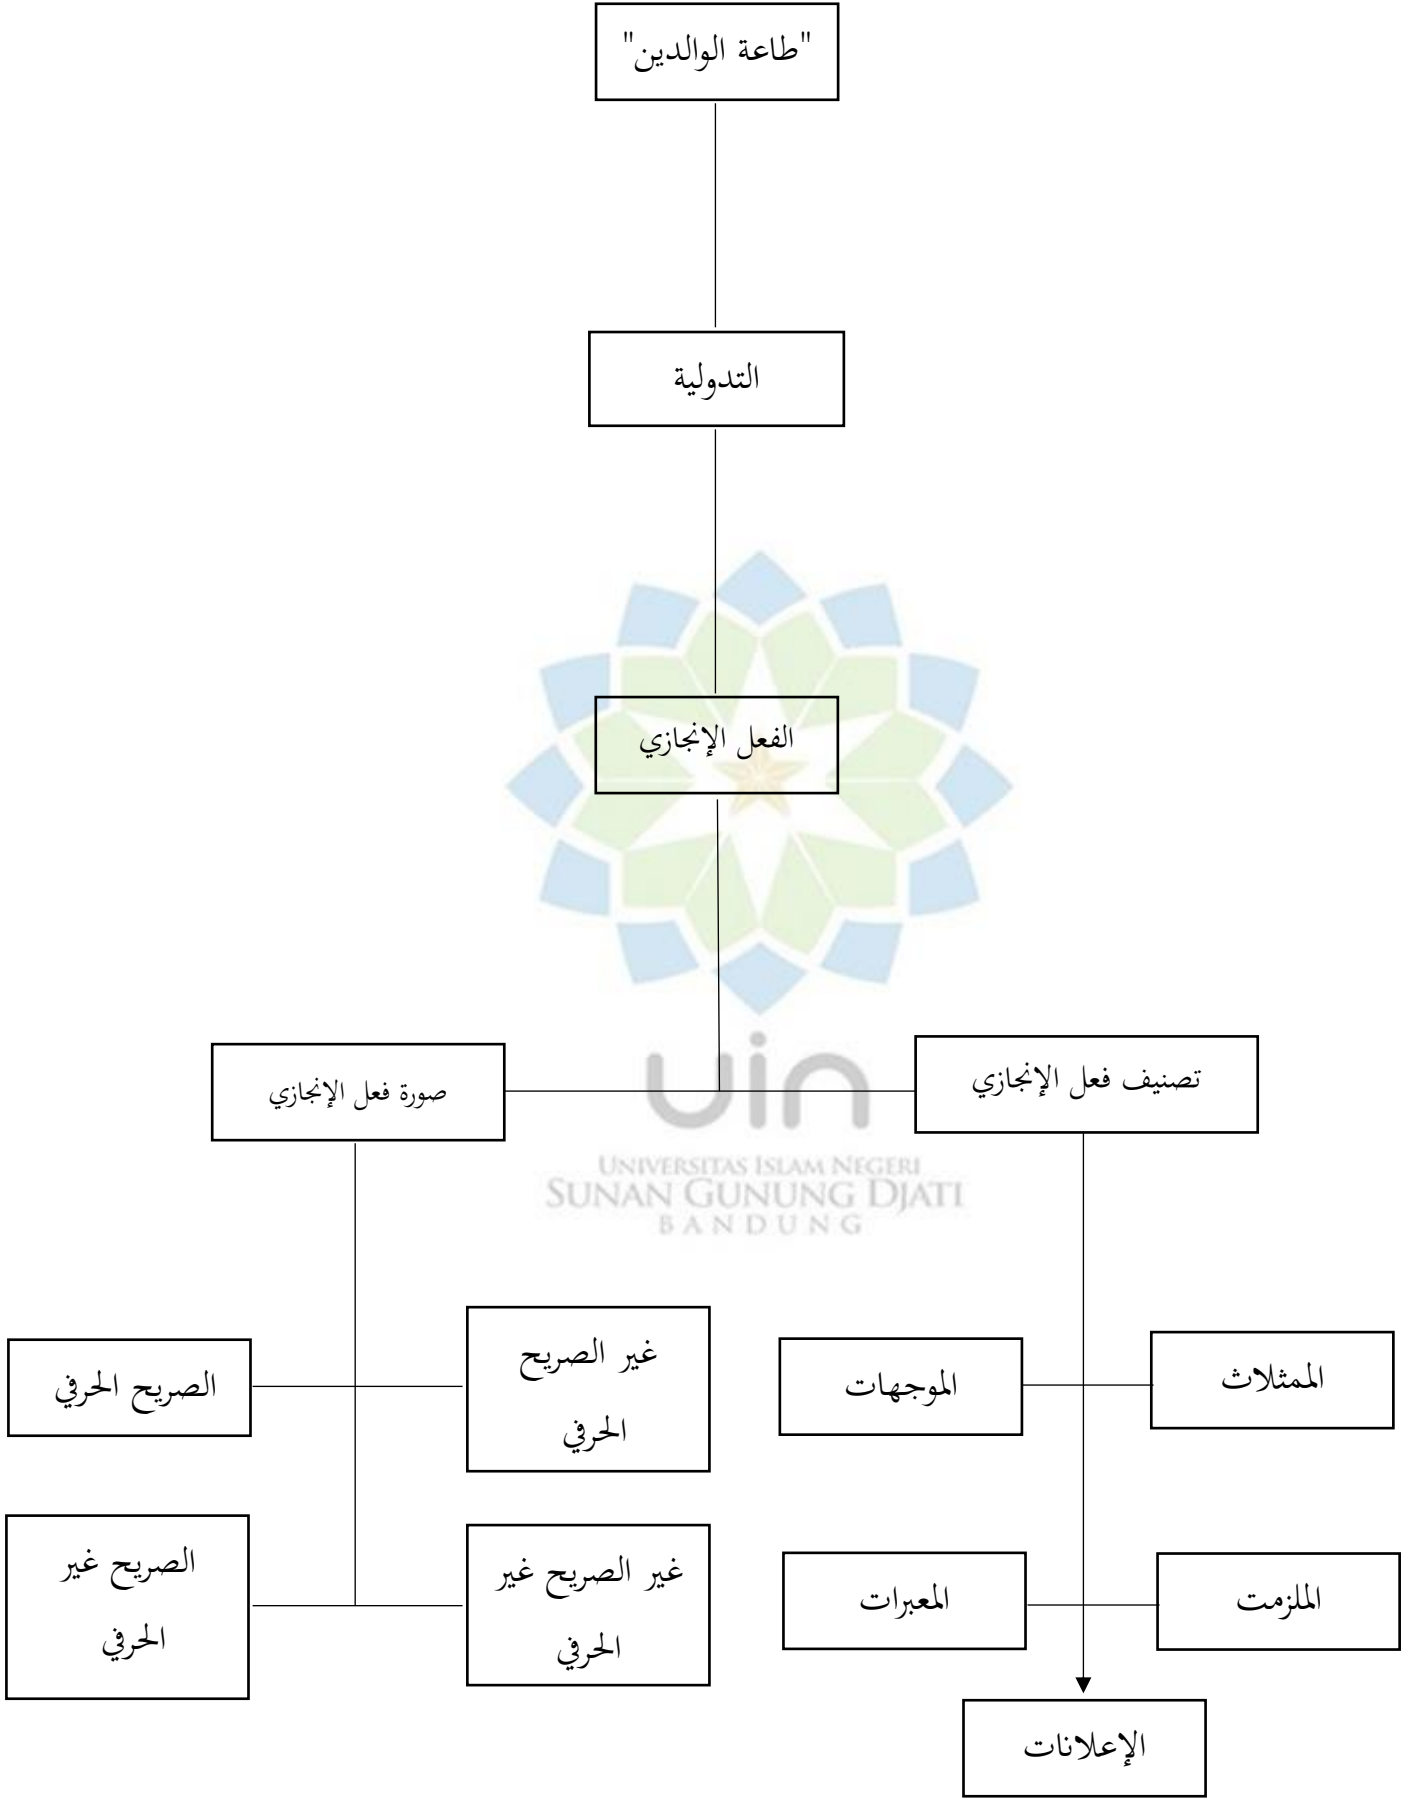 "طاعة الوالدين"
التدولية
الفعل الإنجازي
تصنيف فعل الإنجازي
صورة فعل الإنجازي
uin
UNIVERSITAS ISLAM NEGERI
SUNAN GUNUNG DJATI
BANDUNG
الممثلاث
الموجهات
غير الصريح
الحرفي
الصريح الحرفي
الملزمت
المعبرات
غير الصريح غير
الحرفي
الصريح غير
الحرفي
الإعلانات